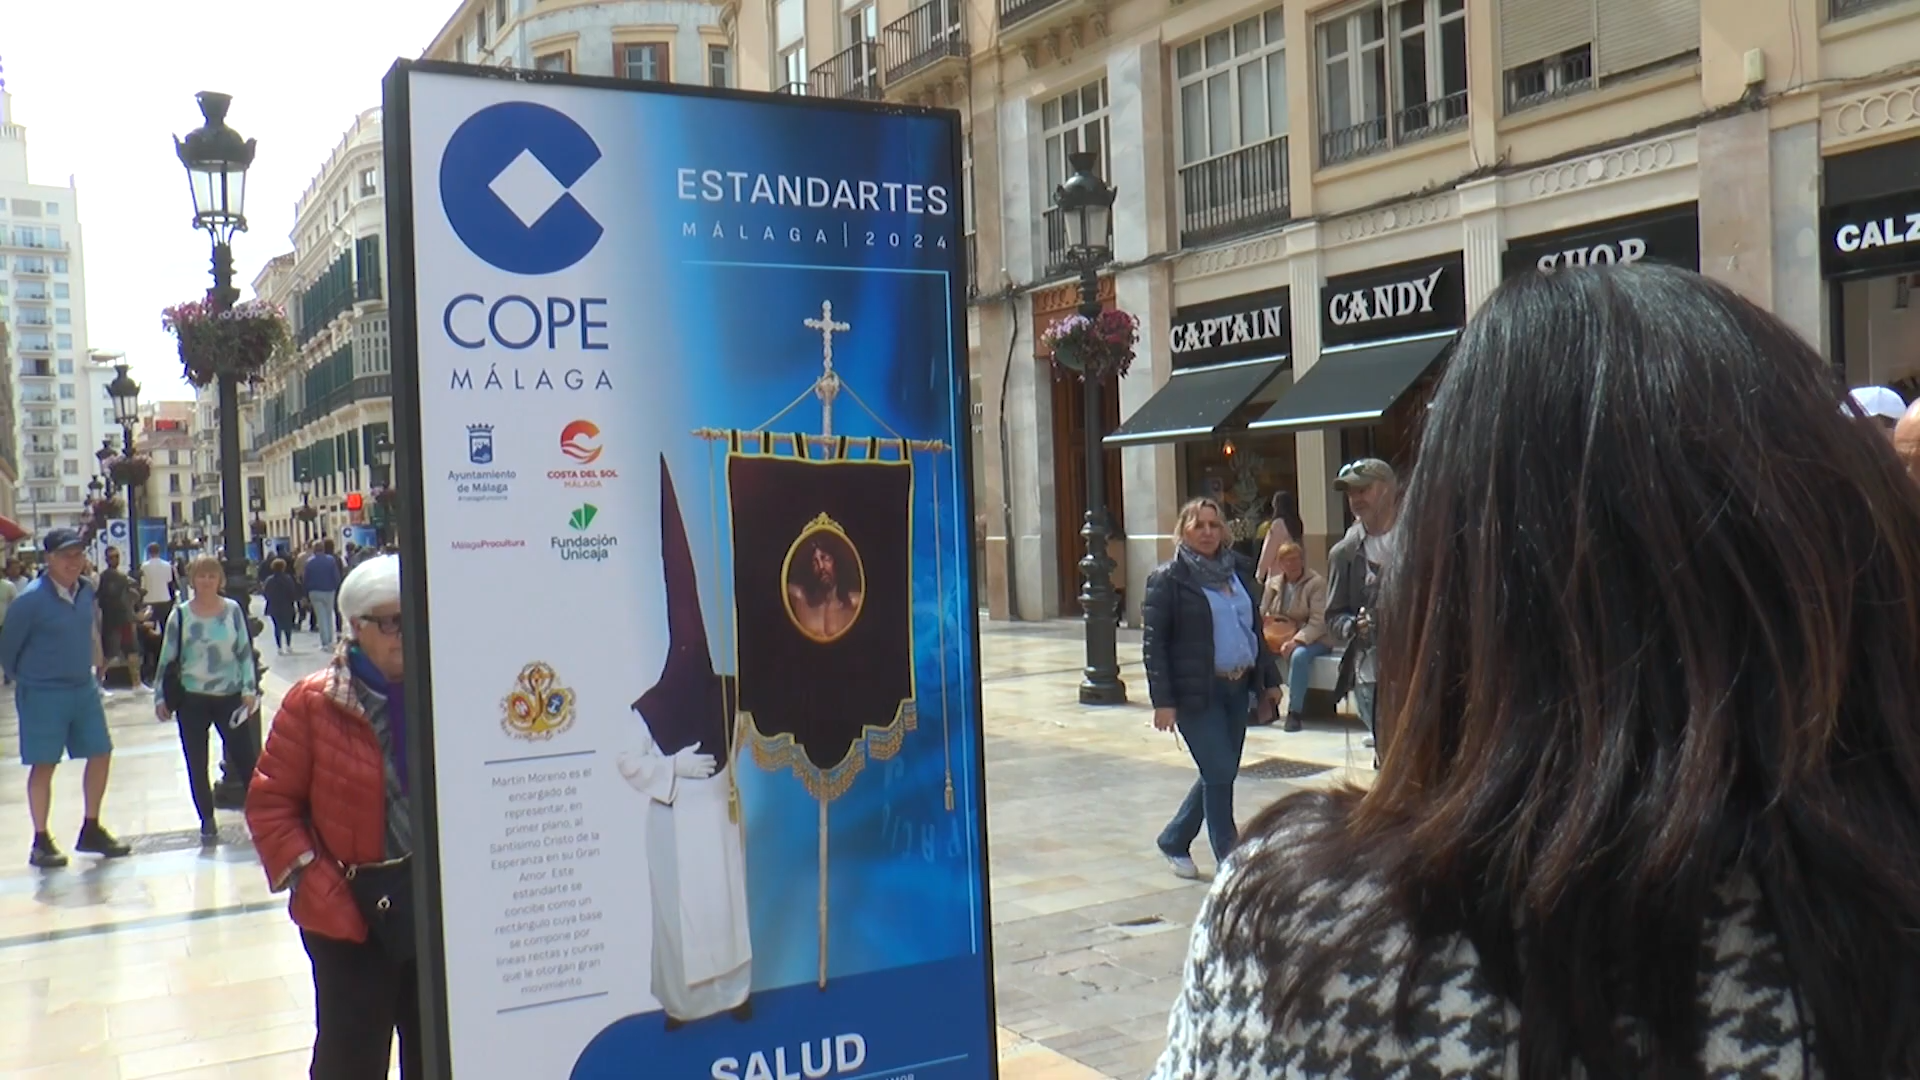 ESTANDARTES
MÁLAGA | 2024
COPE
MÁLAGA
Ayuntamiento
de Málaga
COSTA DEL SOL
MÁLAGA
MálagaProcultura
Fundación
Unicaja
Martín Moreno es el
encargado de
representar, en
primer plano, al
Santísimo Cristo de la
Esperanza en su Gran
Amor. Este
estandarte se
concibe como un
rectángulo cuya base
se compone por
líneas rectas y curvas
que le otorgan gran
movimiento
SALUD
AMOR
CAPTAIN
CANDY
SHOP
CALZ